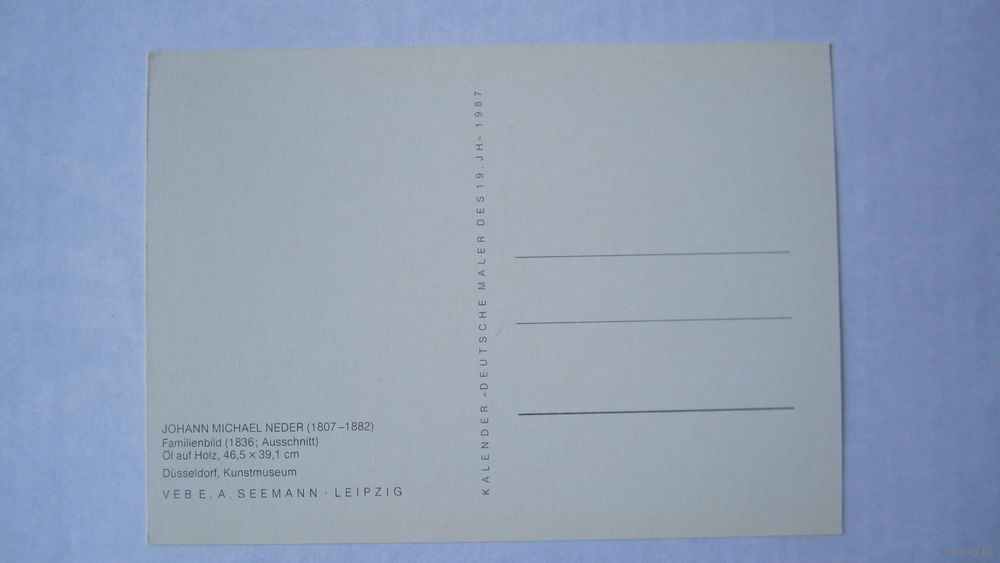 JOHANN MICHAEL NEDER (1807–1882)
Familienbild (1836; Ausschnitt)
Öl auf Holz, 46,5 × 39,1 cm
Düsseldorf, Kunstmuseum
VEB E. A. SEEMANN · LEIPZIG
KALENDER »DEUTSCHE MALER DES 19. JH.« 1987